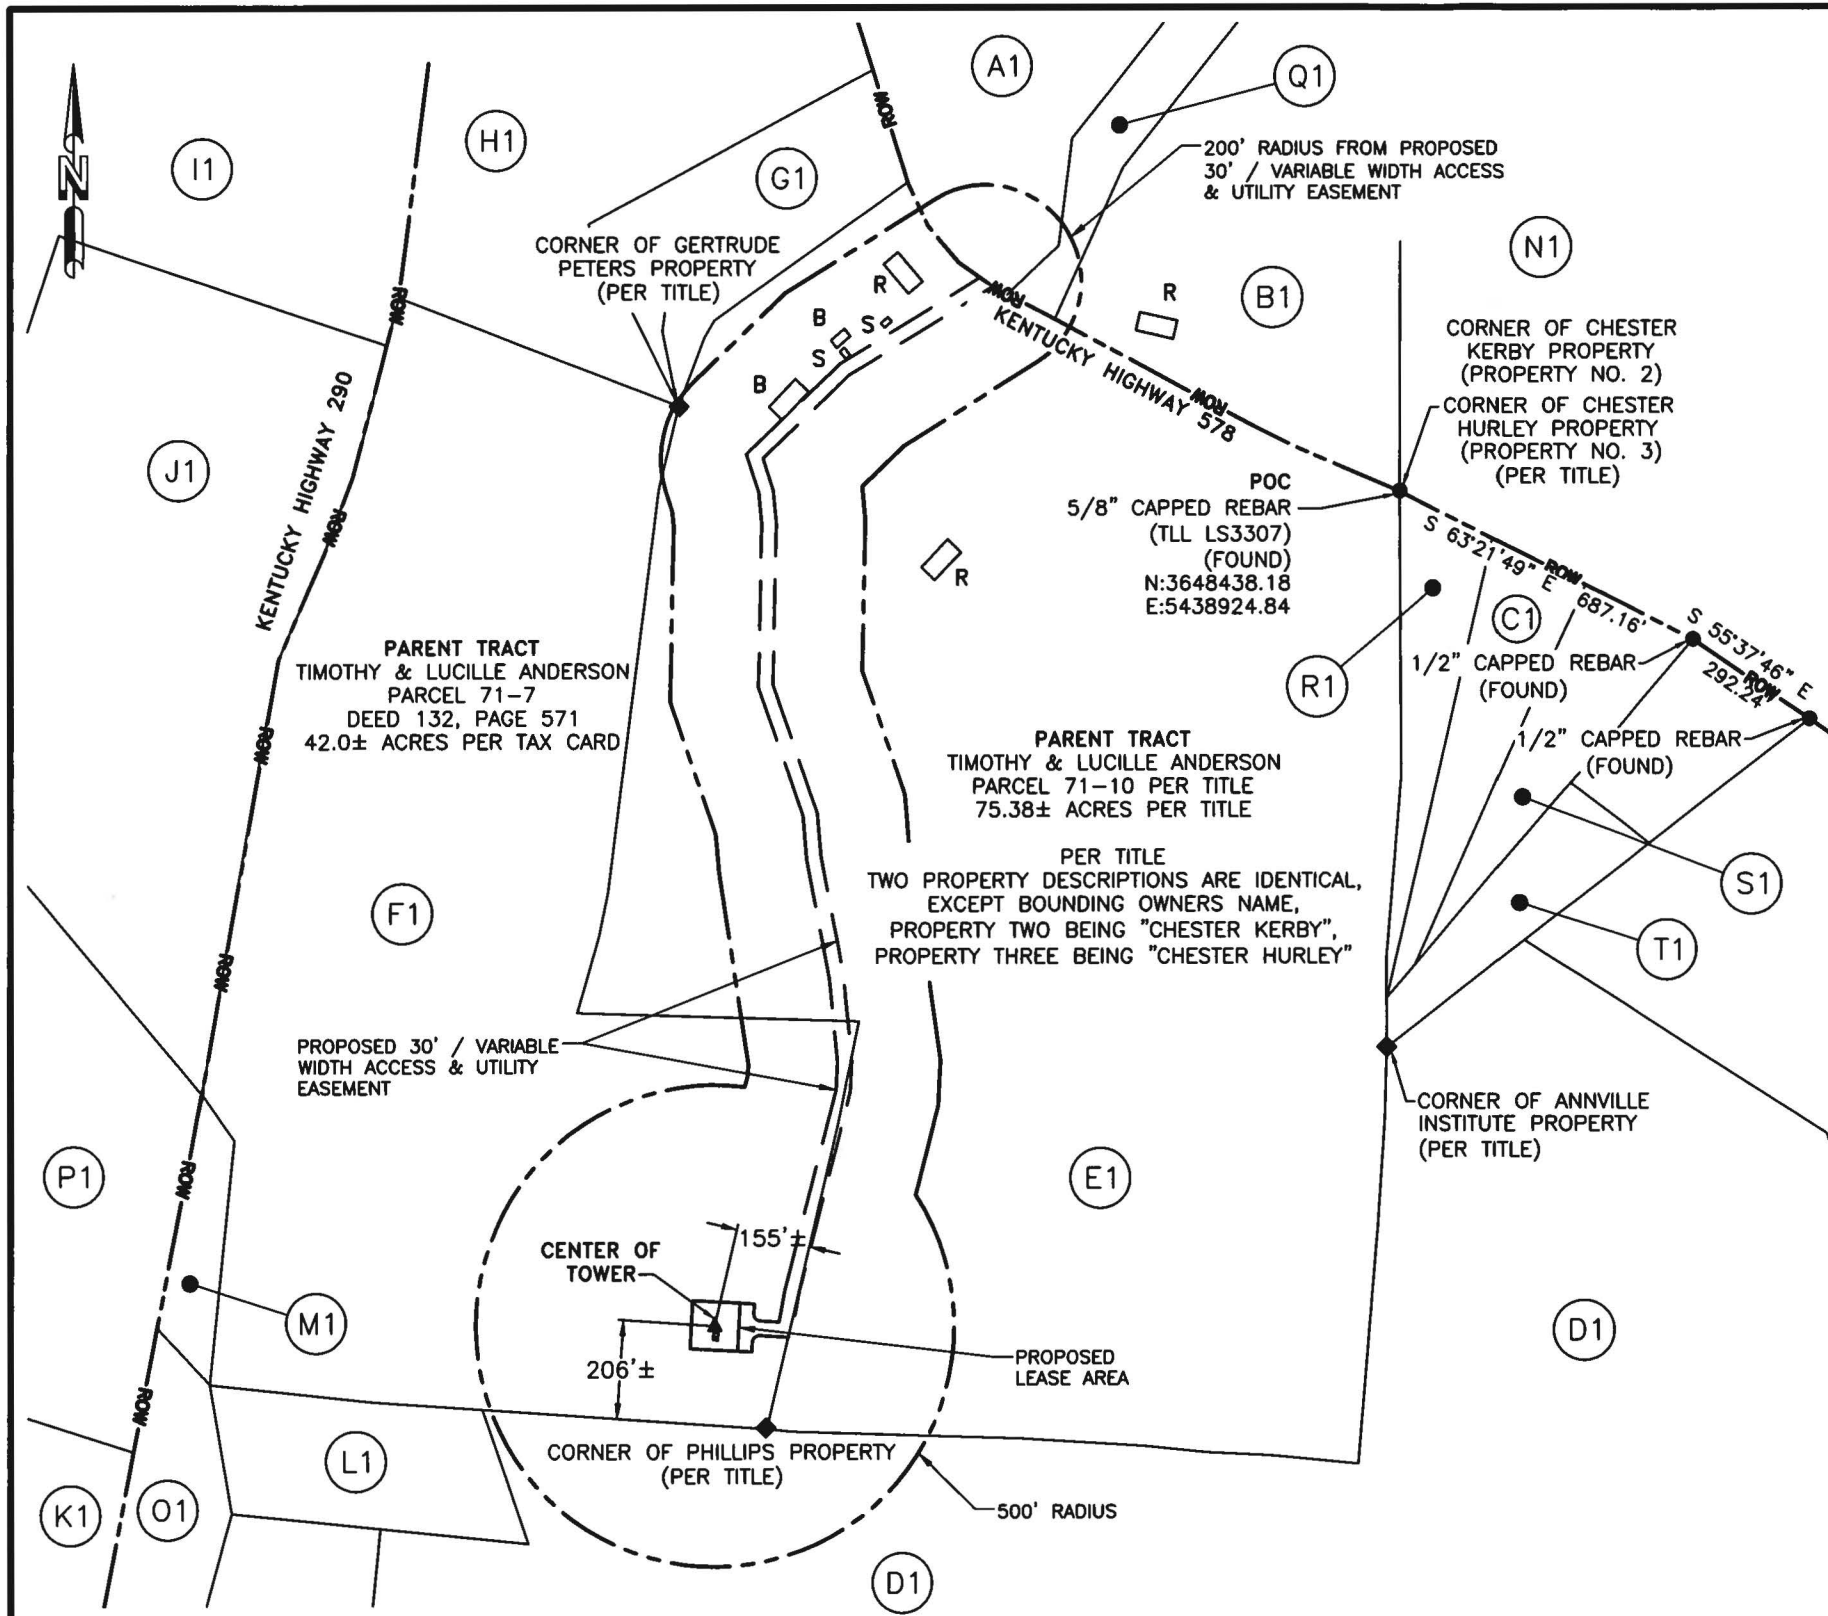 A1
Q1
H1
I1
G1
N
200' RADIUS FROM PROPOSED
30' / VARIABLE WIDTH ACCESS
& UTILITY EASEMENT
ROW
CORNER OF GERTRUDE
PETERS PROPERTY
(PER TITLE)
N1
B1
R
R
B
S
S
B
ROW
ROW
KENTUCKY HIGHWAY 578
ROW
CORNER OF CHESTER
KERBY PROPERTY
(PROPERTY NO. 2)
CORNER OF CHESTER
HURLEY PROPERTY
(PROPERTY NO. 3)
(PER TITLE)
J1
KENTUCKY HIGHWAY 290
ROW
POC
5/8" CAPPED REBAR
(TLL LS3307)
(FOUND)
N:3648438.18
E:5438924.84
R
S 63°21'49" E
687.16'
ROW
C1
R1
1/2" CAPPED REBAR
(FOUND)
S 55°37'46" E
292.24'
ROW
1/2" CAPPED REBAR
(FOUND)
PARENT TRACT
TIMOTHY & LUCILLE ANDERSON
PARCEL 71-7
DEED 132, PAGE 571
42.0± ACRES PER TAX CARD
ROW
PARENT TRACT
TIMOTHY & LUCILLE ANDERSON
PARCEL 71-10 PER TITLE
75.38± ACRES PER TITLE
PER TITLE
TWO PROPERTY DESCRIPTIONS ARE IDENTICAL,
EXCEPT BOUNDING OWNERS NAME,
PROPERTY TWO BEING "CHESTER KERBY",
PROPERTY THREE BEING "CHESTER HURLEY"
S1
F1
T1
ROW
PROPOSED 30' / VARIABLE
WIDTH ACCESS & UTILITY
EASEMENT
CORNER OF ANNVILLE
INSTITUTE PROPERTY
(PER TITLE)
P1
ROW
E1
155'±
CENTER OF
TOWER
M1
D1
206'±
PROPOSED
LEASE AREA
ROW
CORNER OF PHILLIPS PROPERTY
(PER TITLE)
L1
K1
O1
500' RADIUS
D1